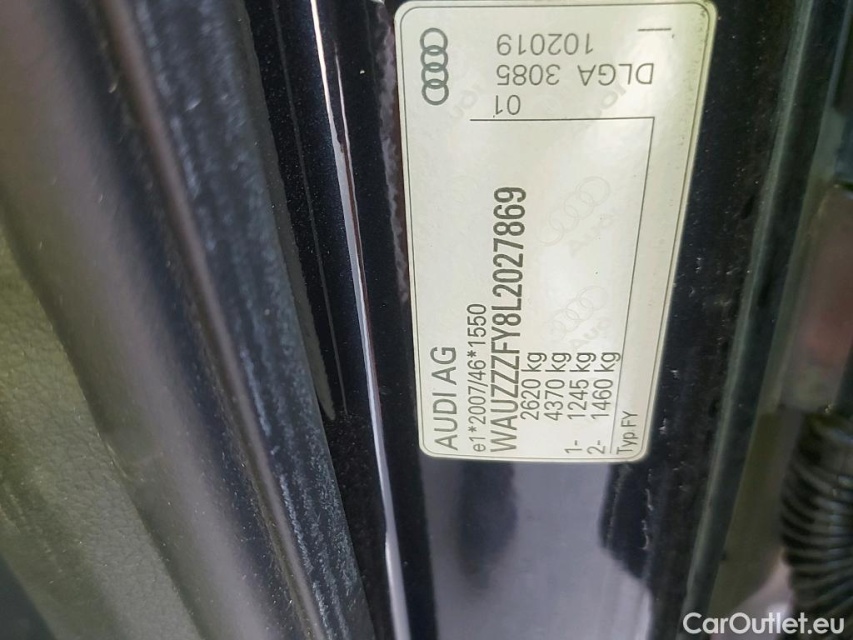 AUDI AG
e1*2007/46*1550
WAUZZZFY8L2027869
2620 kg
4370 kg
1- 1245 kg
2- 1460 kg
Typ FY
DLGA 3085 01
102019
CarOutlet.eu